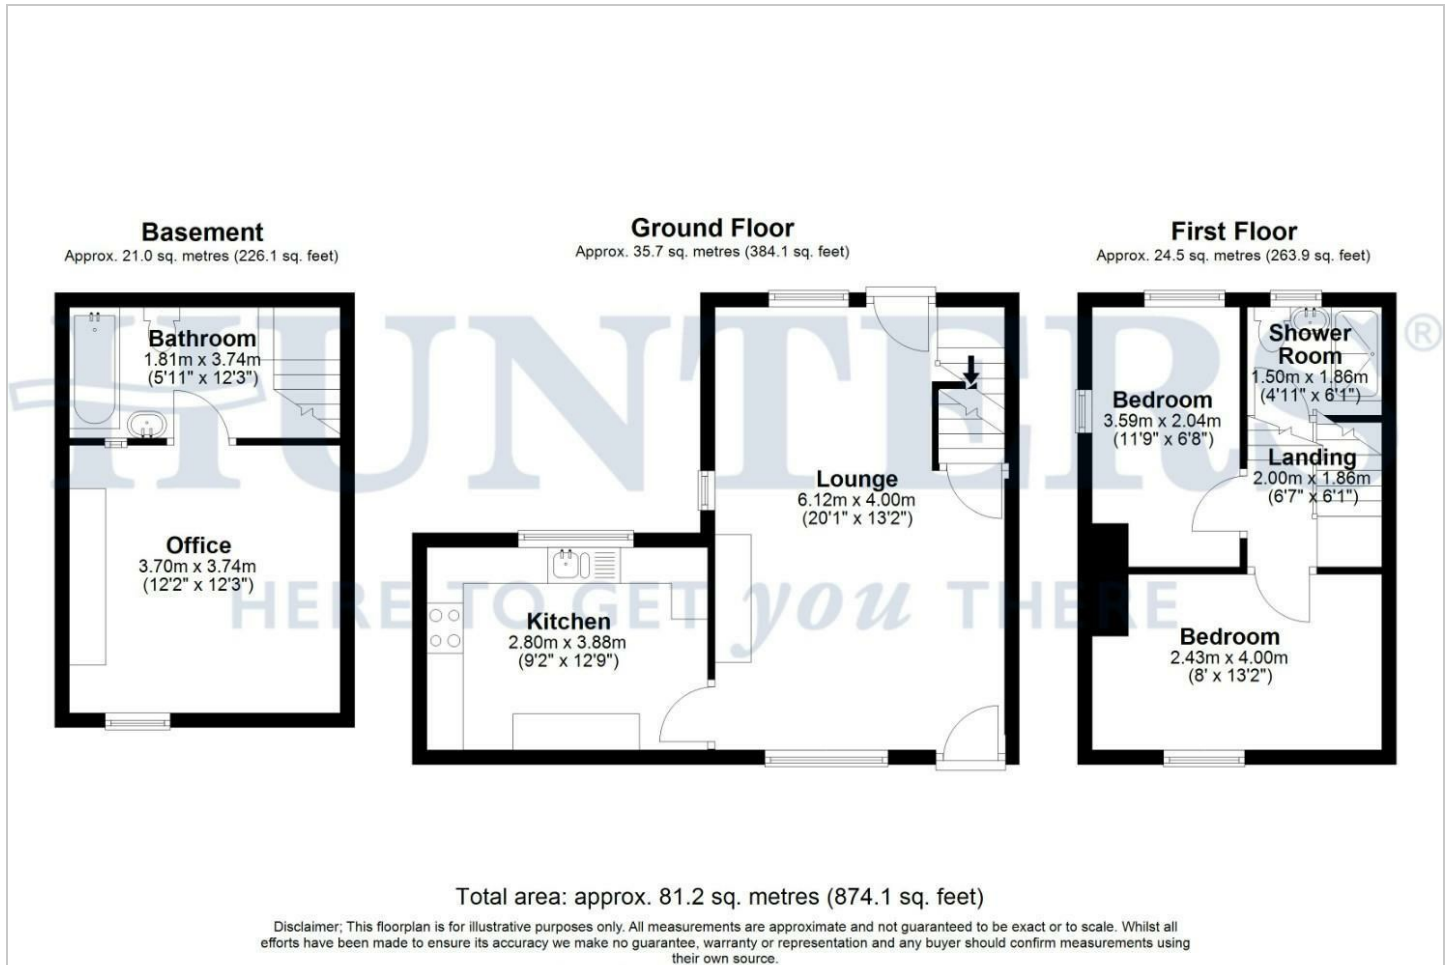 Basement
Approx. 21.0 sq. metres (226.1 sq. feet)
Bathroom
1.81m x 3.74m
(5'11" x 12'3")
Office
3.70m x 3.74m
(12'2" x 12'3")
Ground Floor
Approx. 35.7 sq. metres (384.1 sq. feet)
Lounge
6.12m x 4.00m
(20'1" x 13'2")
Kitchen
2.80m x 3.88m
(9'2" x 12'9")
First Floor
Approx. 24.5 sq. metres (263.9 sq. feet)
Shower
Room
1.50m x 1.86m
(4'11" x 6'1")
Bedroom
3.59m x 2.04m
(11'9" x 6'8")
Landing
2.00m x 1.86m
(6'7" x 6'1")
Bedroom
2.43m x 4.00m
(8' x 13'2")
HUNTERS®
HERE TO GET you THERE
Total area: approx. 81.2 sq. metres (874.1 sq. feet)
Disclaimer; This floorplan is for illustrative purposes only. All measurements are approximate and not guaranteed to be exact or to scale. Whilst all
efforts have been made to ensure its accuracy we make no guarantee, warranty or representation and any buyer should confirm measurements using
their own source.